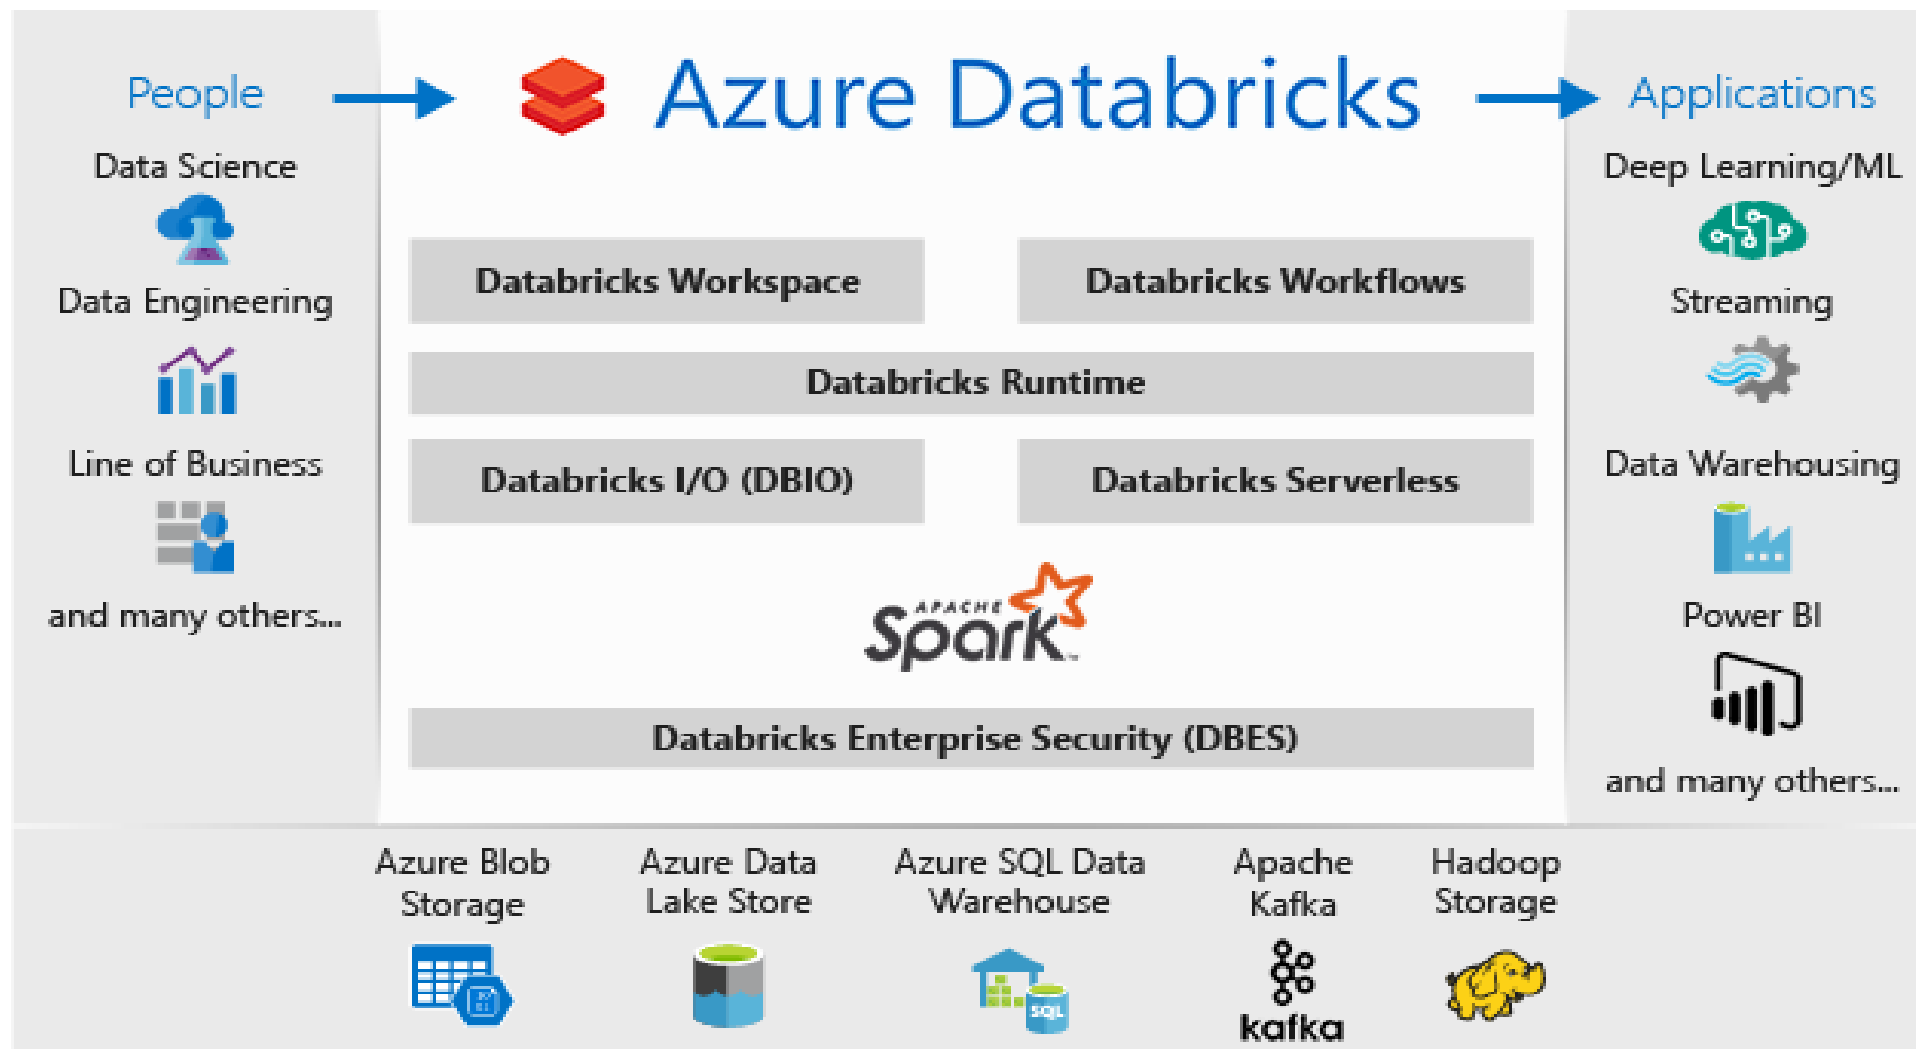 People
Azure Databricks
Applications
Data Science
Data Engineering
Line of Business
and many others...
Databricks Workspace
Databricks Workflows
Databricks Runtime
Databricks I/O (DBIO)
Databricks Serverless
APACHE
Spark™
Databricks Enterprise Security (DBES)
Deep Learning/ML
Streaming
Data Warehousing
Power BI
and many others...
Azure Blob
Storage
Azure Data
Lake Store
Azure SQL Data
Warehouse
SQL
Apache
Kafka
kafka
Hadoop
Storage